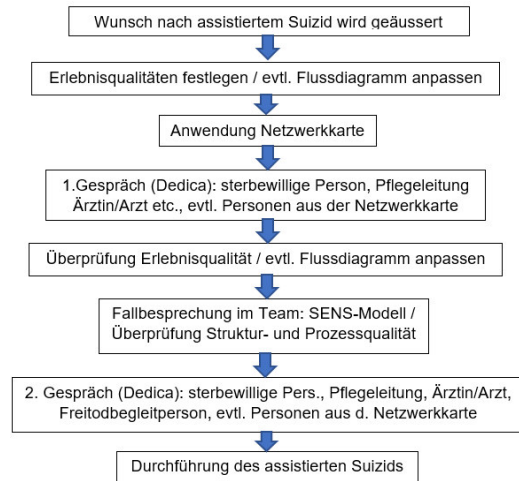 Wunsch nach assistiertem Suizid wird geäussert
Erlebnisqualitäten festlegen / evtl. Flussdiagramm anpassen
Anwendung Netzwerkkarte
1.Gespräch (Dedica): sterbewillige Person, Pflegeleitung
Ärztin/Arzt etc., evtl. Personen aus der Netzwerkkarte
Überprüfung Erlebnisqualität / evtl. Flussdiagramm anpassen
Fallbesprechung im Team: SENS-Modell /
Überprüfung Struktur- und Prozessqualität
2. Gespräch (Dedica): sterbewillige Pers., Pflegeleitung, Ärztin/Arzt,
Freitodbegleitperson, evtl. Personen aus d. Netzwerkkarte
Durchführung des assistierten Suizids